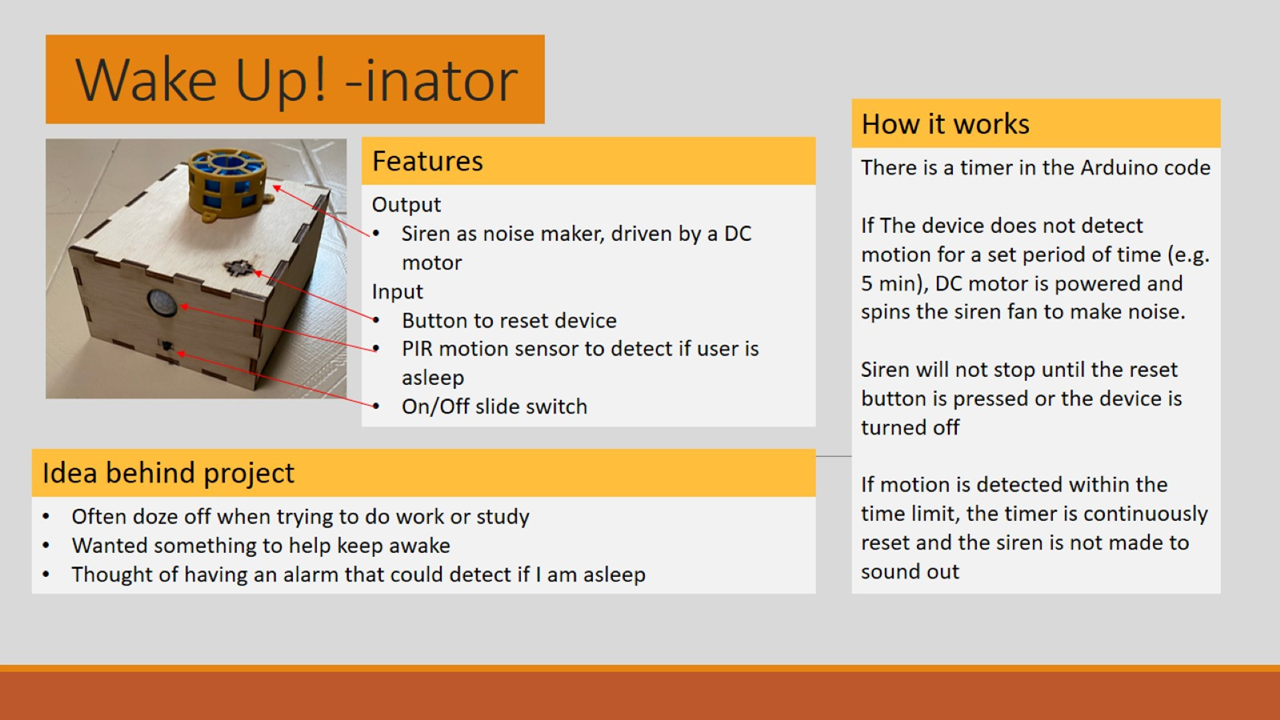 Wake Up! -inator
Features
Output
• Siren as noise maker, driven by a DC
motor
Input
• Button to reset device
• PIR motion sensor to detect if user is
asleep
• On/Off slide switch
Idea behind project
• Often doze off when trying to do work or study
• Wanted something to help keep awake
• Thought of having an alarm that could detect if I am asleep
How it works
There is a timer in the Arduino code
If The device does not detect
motion for a set period of time (e.g.
5 min), DC motor is powered and
spins the siren fan to make noise.
Siren will not stop until the reset
button is pressed or the device is
turned off
If motion is detected within the
time limit, the timer is continuously
reset and the siren is not made to
sound out